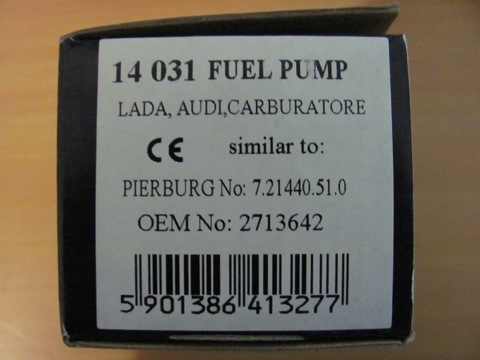 14 031 FUEL PUMP
LADA, AUDI,CARBURATORE
CE similar to:
PIERBURG No: 7.21440.51.0
OEM No: 2713642
5 901386 413277